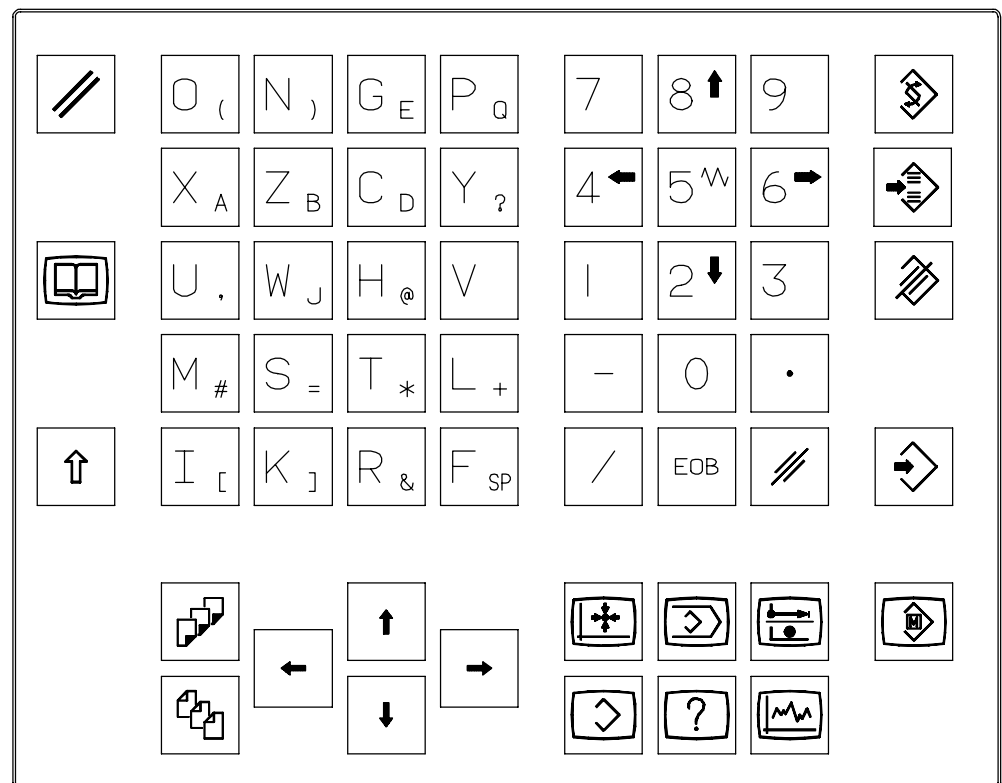 O ( N ) G E P Q 7 8 9
X A Z B C D Y ? 4 5 6
U , W J H @ V 1 2 3
M # S = T * L + - 0 .
I [ K ] R & F SP / EOB
M
?